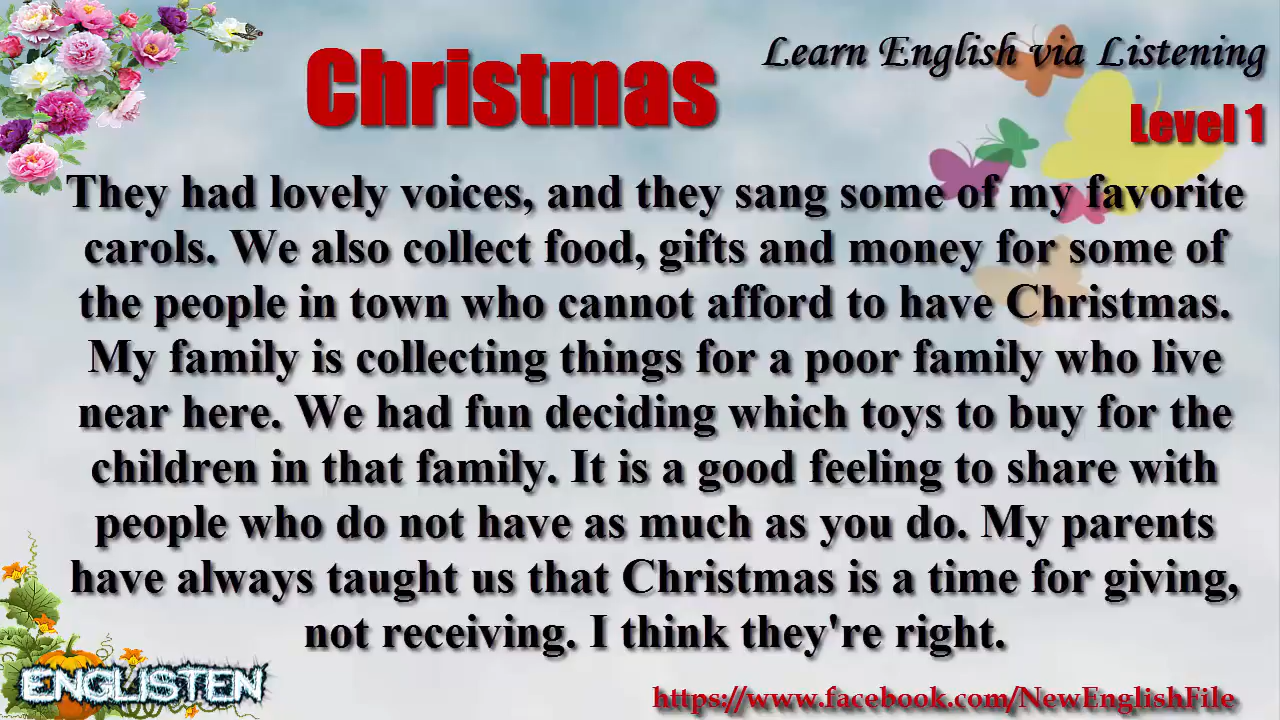 Christmas
Learn English via Listening
Level 1
They had lovely voices, and they sang some of my favorite
carols. We also collect food, gifts and money for some of
the people in town who cannot afford to have Christmas.
My family is collecting things for a poor family who live
near here. We had fun deciding which toys to buy for the
children in that family. It is a good feeling to share with
people who do not have as much as you do. My parents
have always taught us that Christmas is a time for giving,
not receiving. I think they're right.
ENGLISTEN
https://www.facebook.com/NewEnglishFile